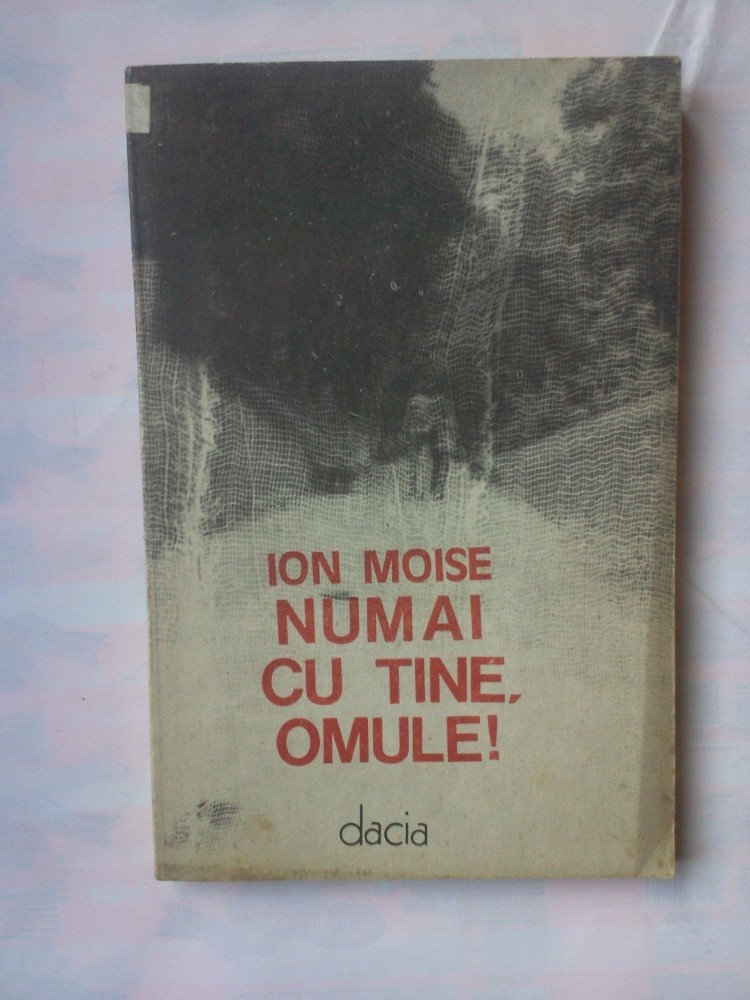 ION MOISE
NUMAI
CU TINE,
OMULE!
dacia